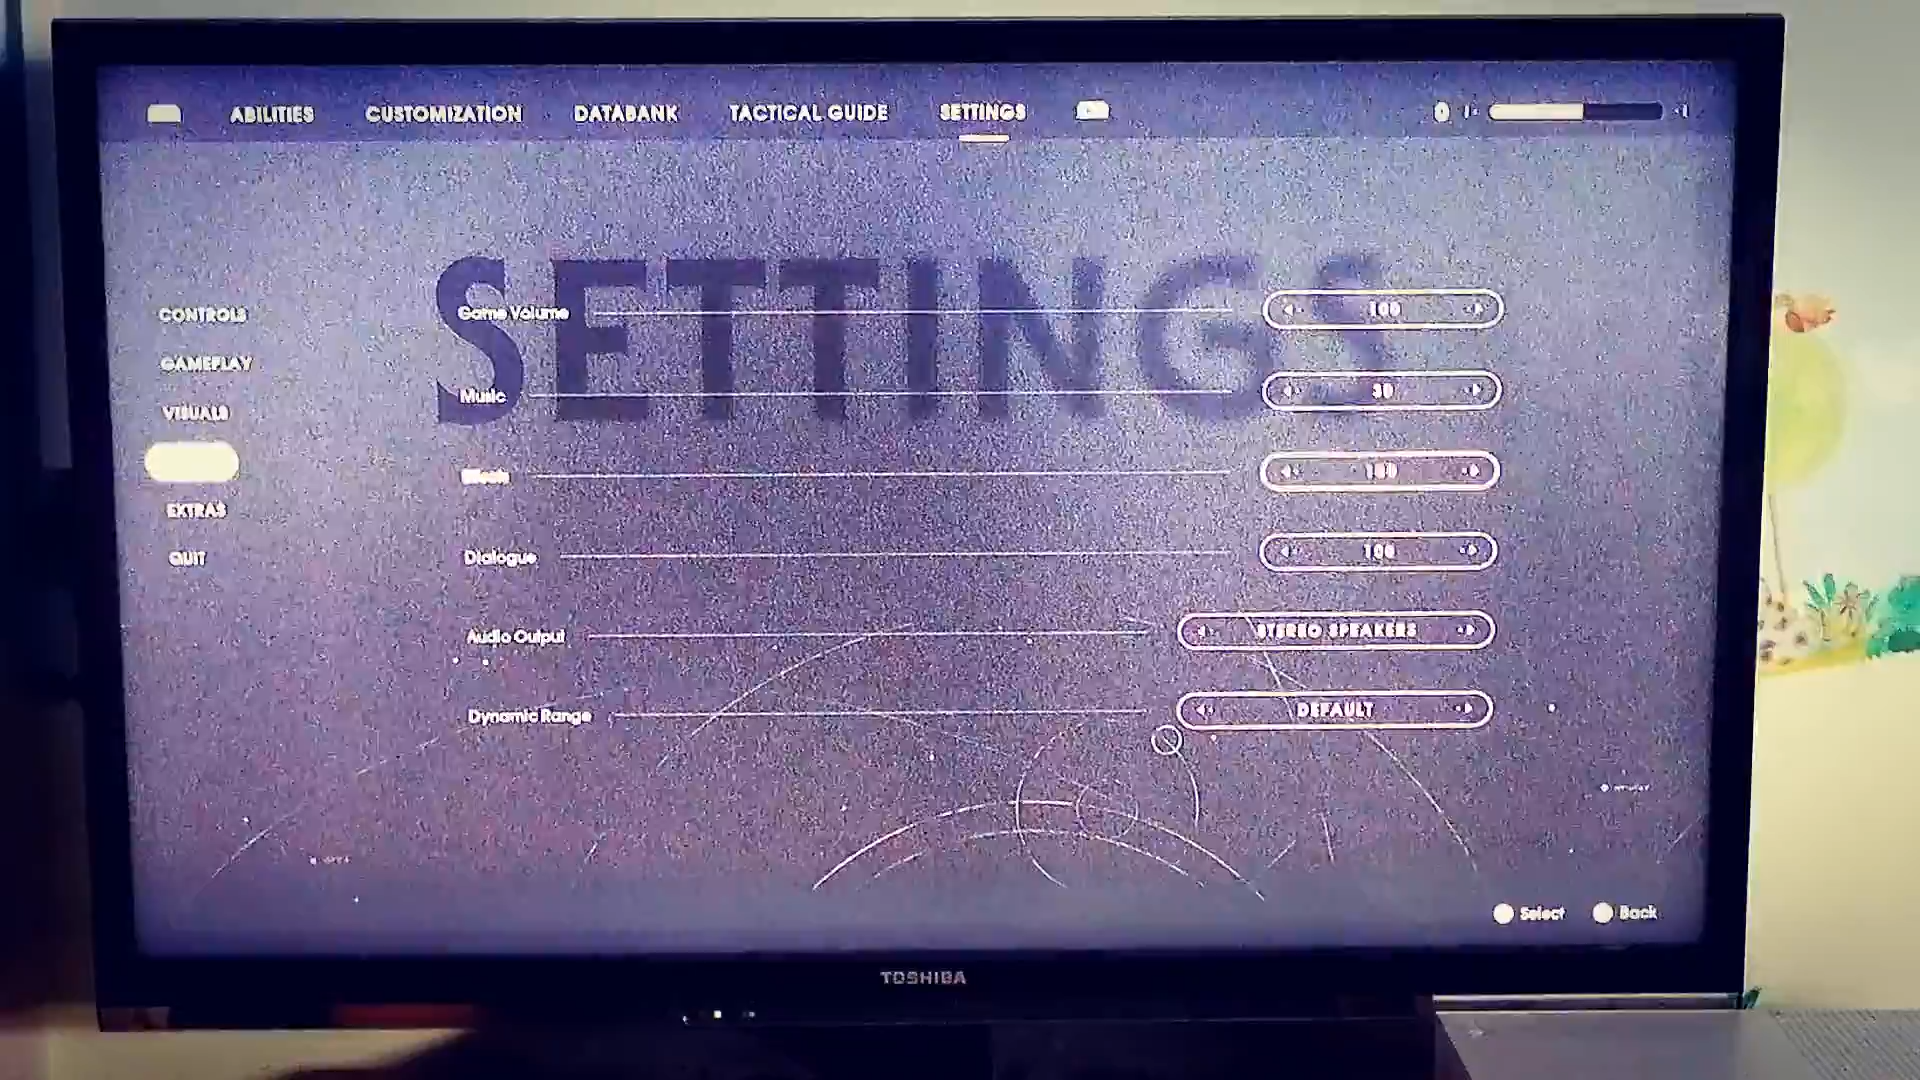 ABILITIES CUSTOMIZATION DATABANK TACTICAL GUIDE SETTINGS
SETTINGS
CONTROLS
GAMEPLAY
VISUALS
EXTRAS
QUIT
Game Volume 100
Music 30
100
Dialogue 100
Audio Output STEREO SPEAKERS
Dynamic Range DEFAULT
Select Back
TOSHIBA